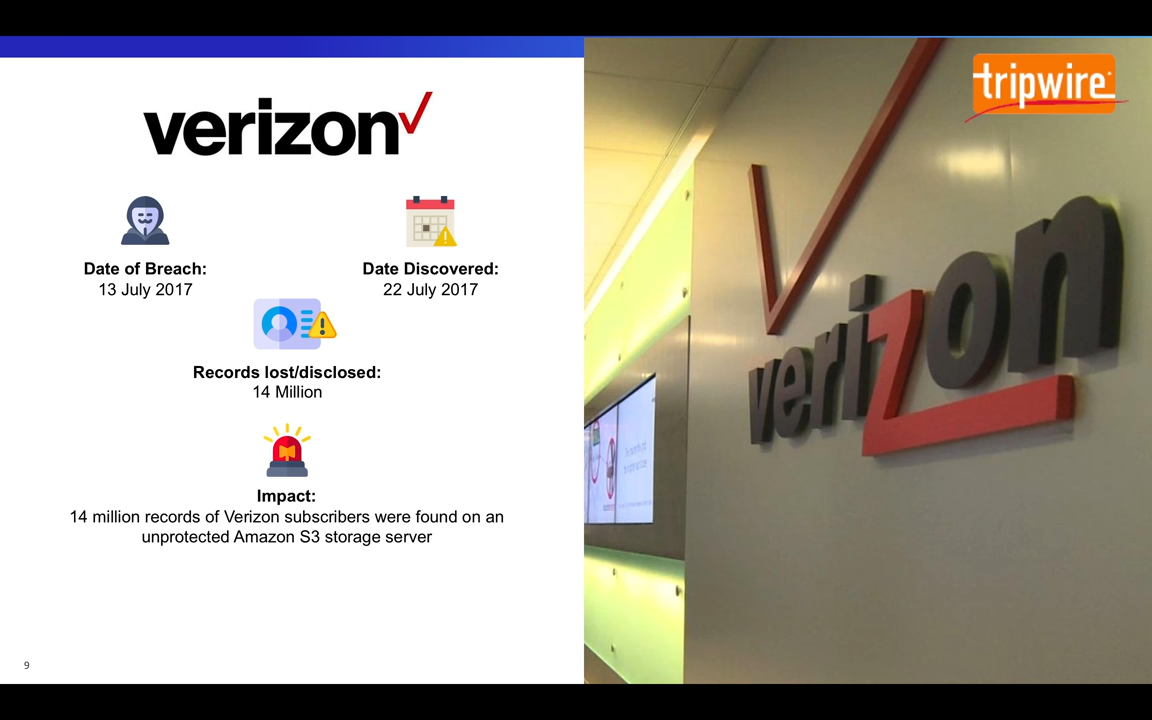 verizon
Date of Breach:
13 July 2017
Date Discovered:
22 July 2017
Records lost/disclosed:
14 Million
Impact:
14 million records of Verizon subscribers were found on an
unprotected Amazon S3 storage server
9
tripwire
verizon